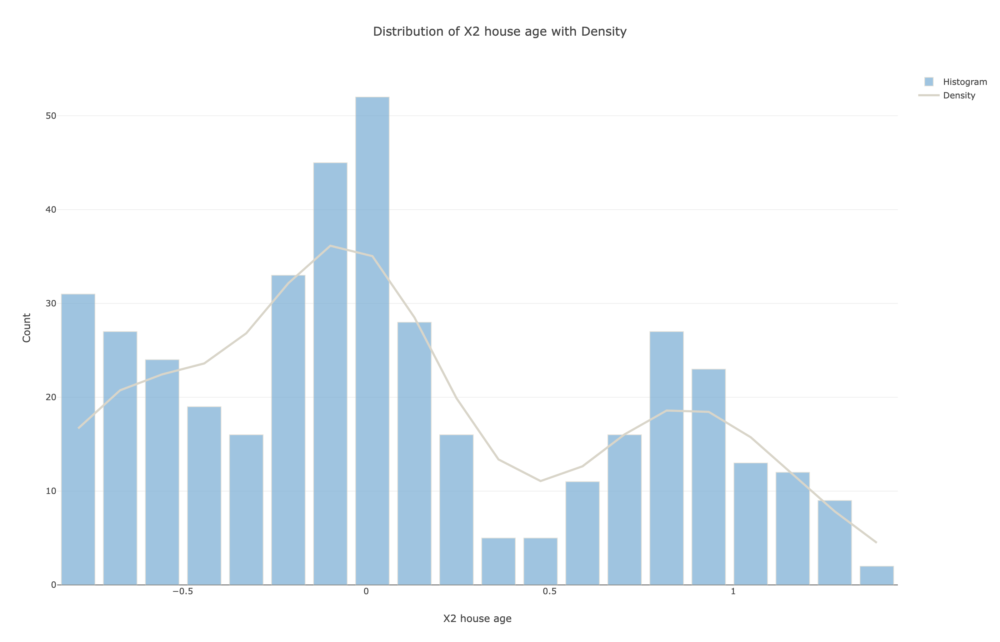 Distribution of X2 house age with Density
Histogram
Density
50
40
30
20
10
0
Count
−0.5
0
0.5
1
X2 house age